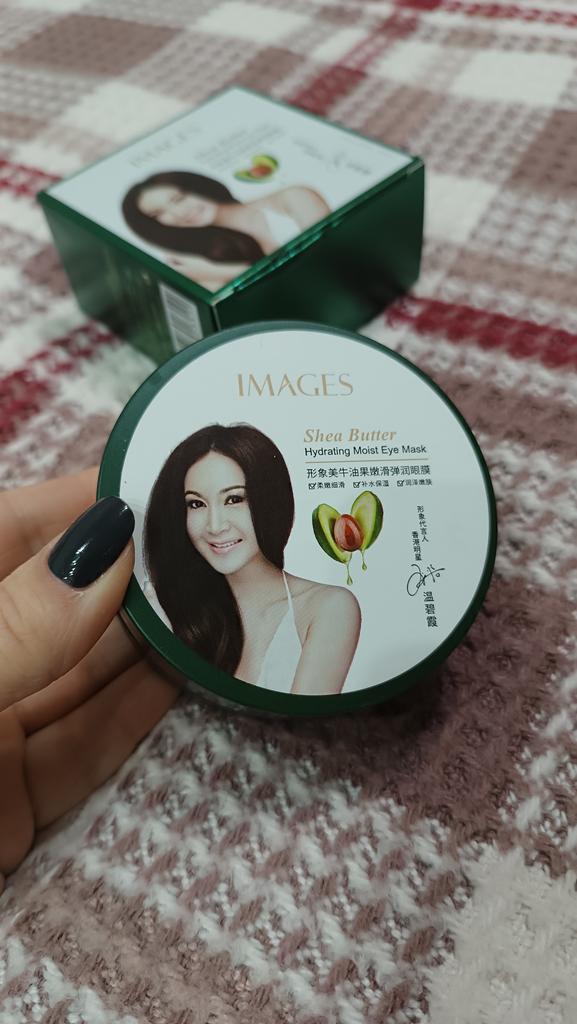 IMAGES
IMAGES
Shea Butter
Hydrating Moist Eye Mask
形象美牛油果嫩滑弹润眼膜
☑柔嫩细滑 ☑补水保湿 ☑润泽嫩肤
形象代言人
香港明星
温碧霞